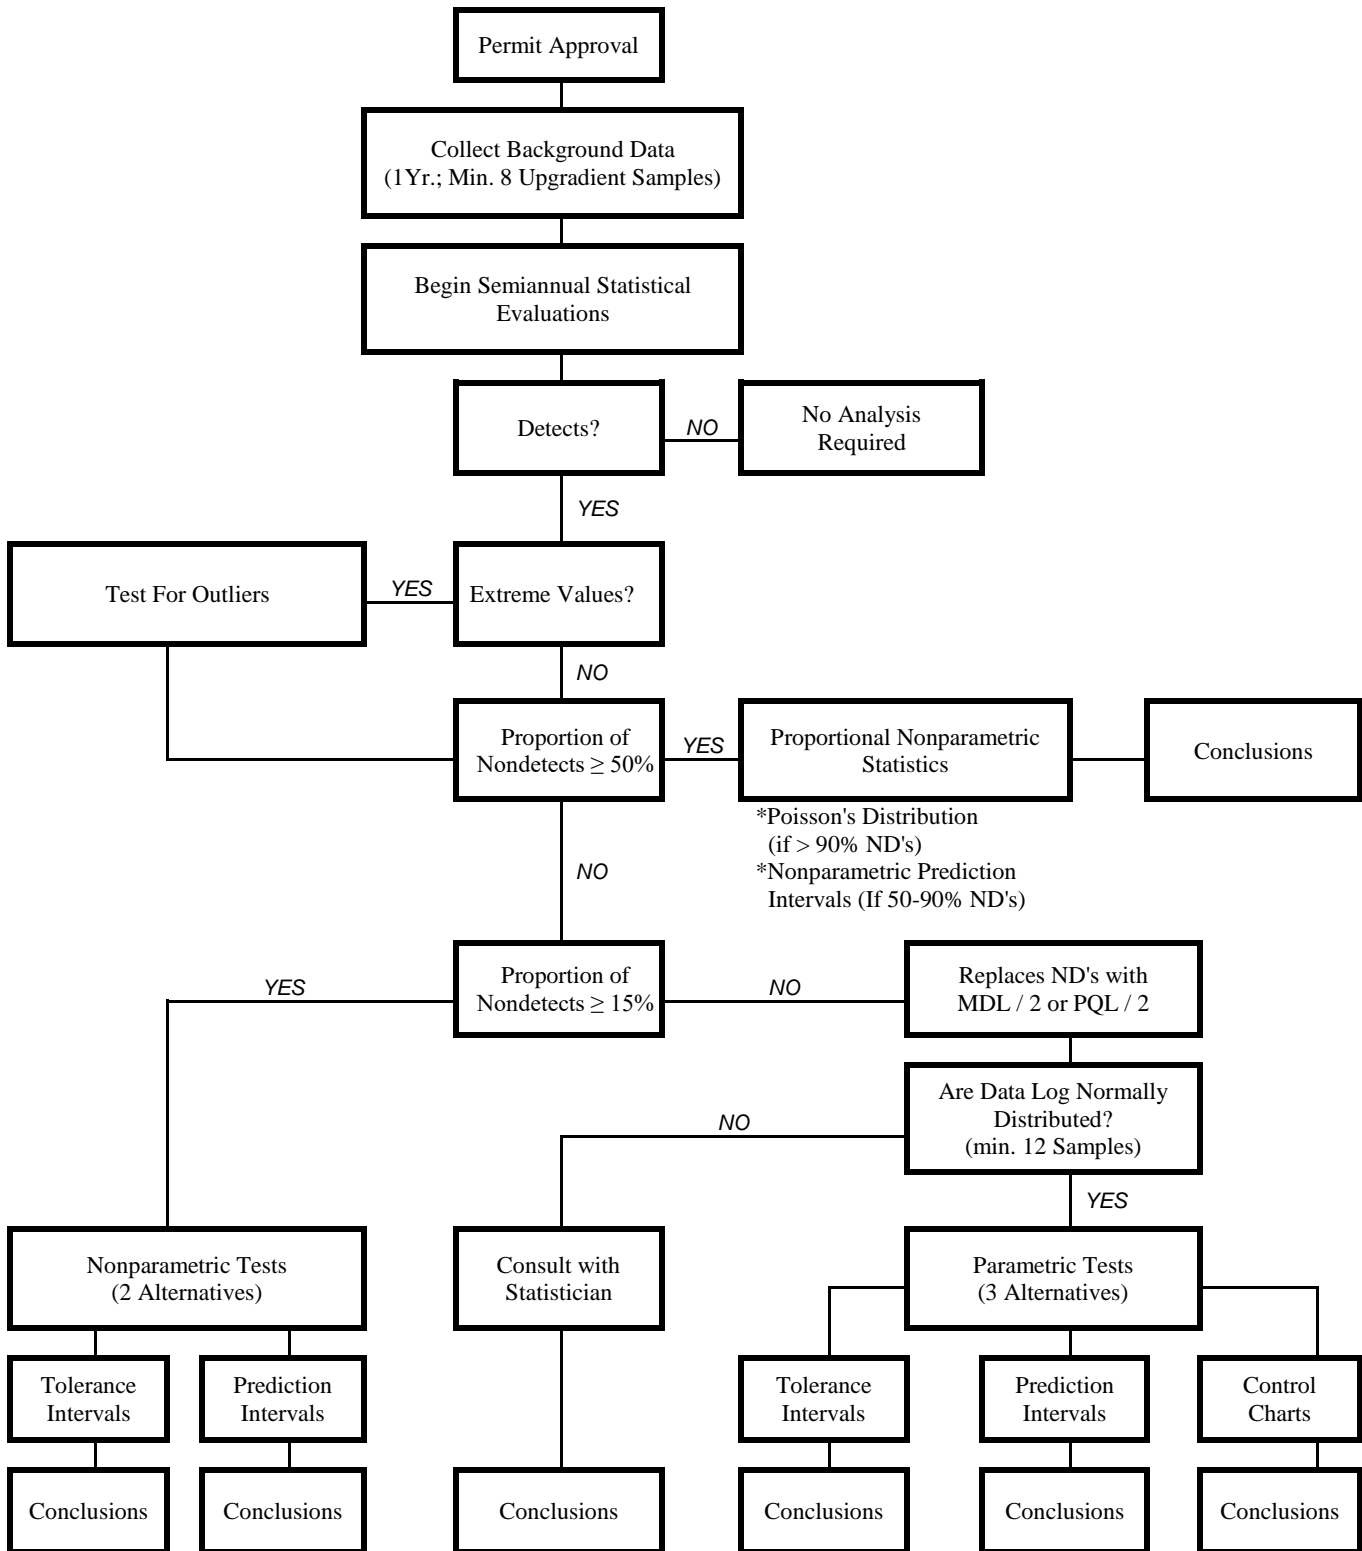 Permit Approval
Collect Background Data
(1Yr.; Min. 8 Upgradient Samples)
Begin Semiannual Statistical
Evaluations
Detects?
NO
No Analysis
Required
YES
Test For Outliers
YES
Extreme Values?
NO
Proportion of
Nondetects ≥ 50%
YES
Proportional Nonparametric
Statistics
Conclusions
*Poisson's Distribution
(if > 90% ND's)
*Nonparametric Prediction
Intervals (If 50-90% ND's)
NO
YES
Proportion of
Nondetects ≥ 15%
NO
Replaces ND's with
MDL / 2 or PQL / 2
Are Data Log Normally
Distributed?
(min. 12 Samples)
NO
YES
Nonparametric Tests
(2 Alternatives)
Consult with
Statistician
Parametric Tests
(3 Alternatives)
Tolerance
Intervals
Prediction
Intervals
Tolerance
Intervals
Prediction
Intervals
Control
Charts
Conclusions
Conclusions
Conclusions
Conclusions
Conclusions
Conclusions